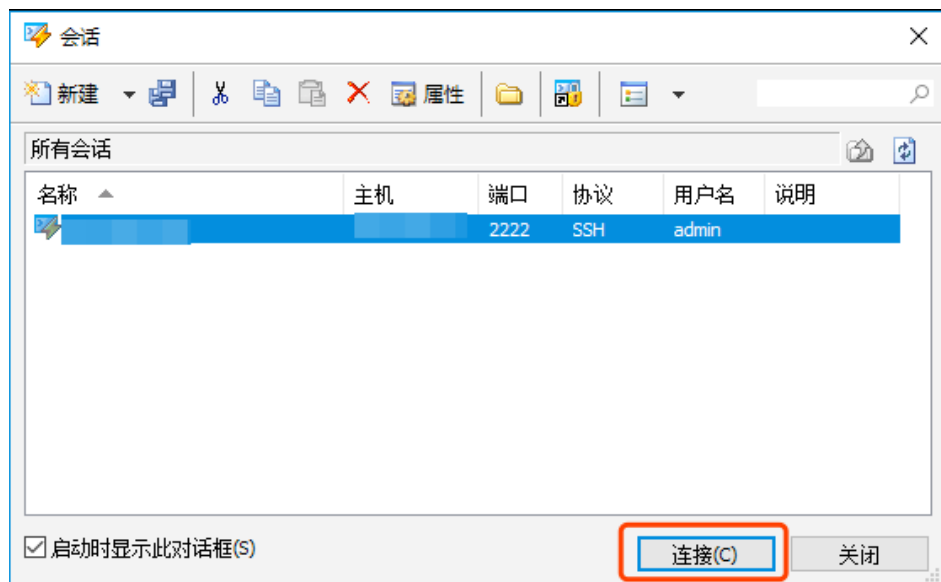 会话
新建 属性
所有会话
名称 主机 端口 协议 用户名 说明
2222 SSH admin
启动时显示此对话框(S)
连接(C) 关闭